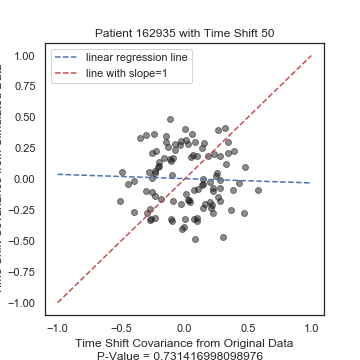 Patient 162935 with Time Shift 50
linear regression line
line with slope=1
1.00
0.75
0.50
0.25
0.00
−0.25
−0.50
−0.75
−1.00
−1.0 −0.5 0.0 0.5 1.0
Time Shift Covariance from Original Data
P-Value = 0.731416998098976